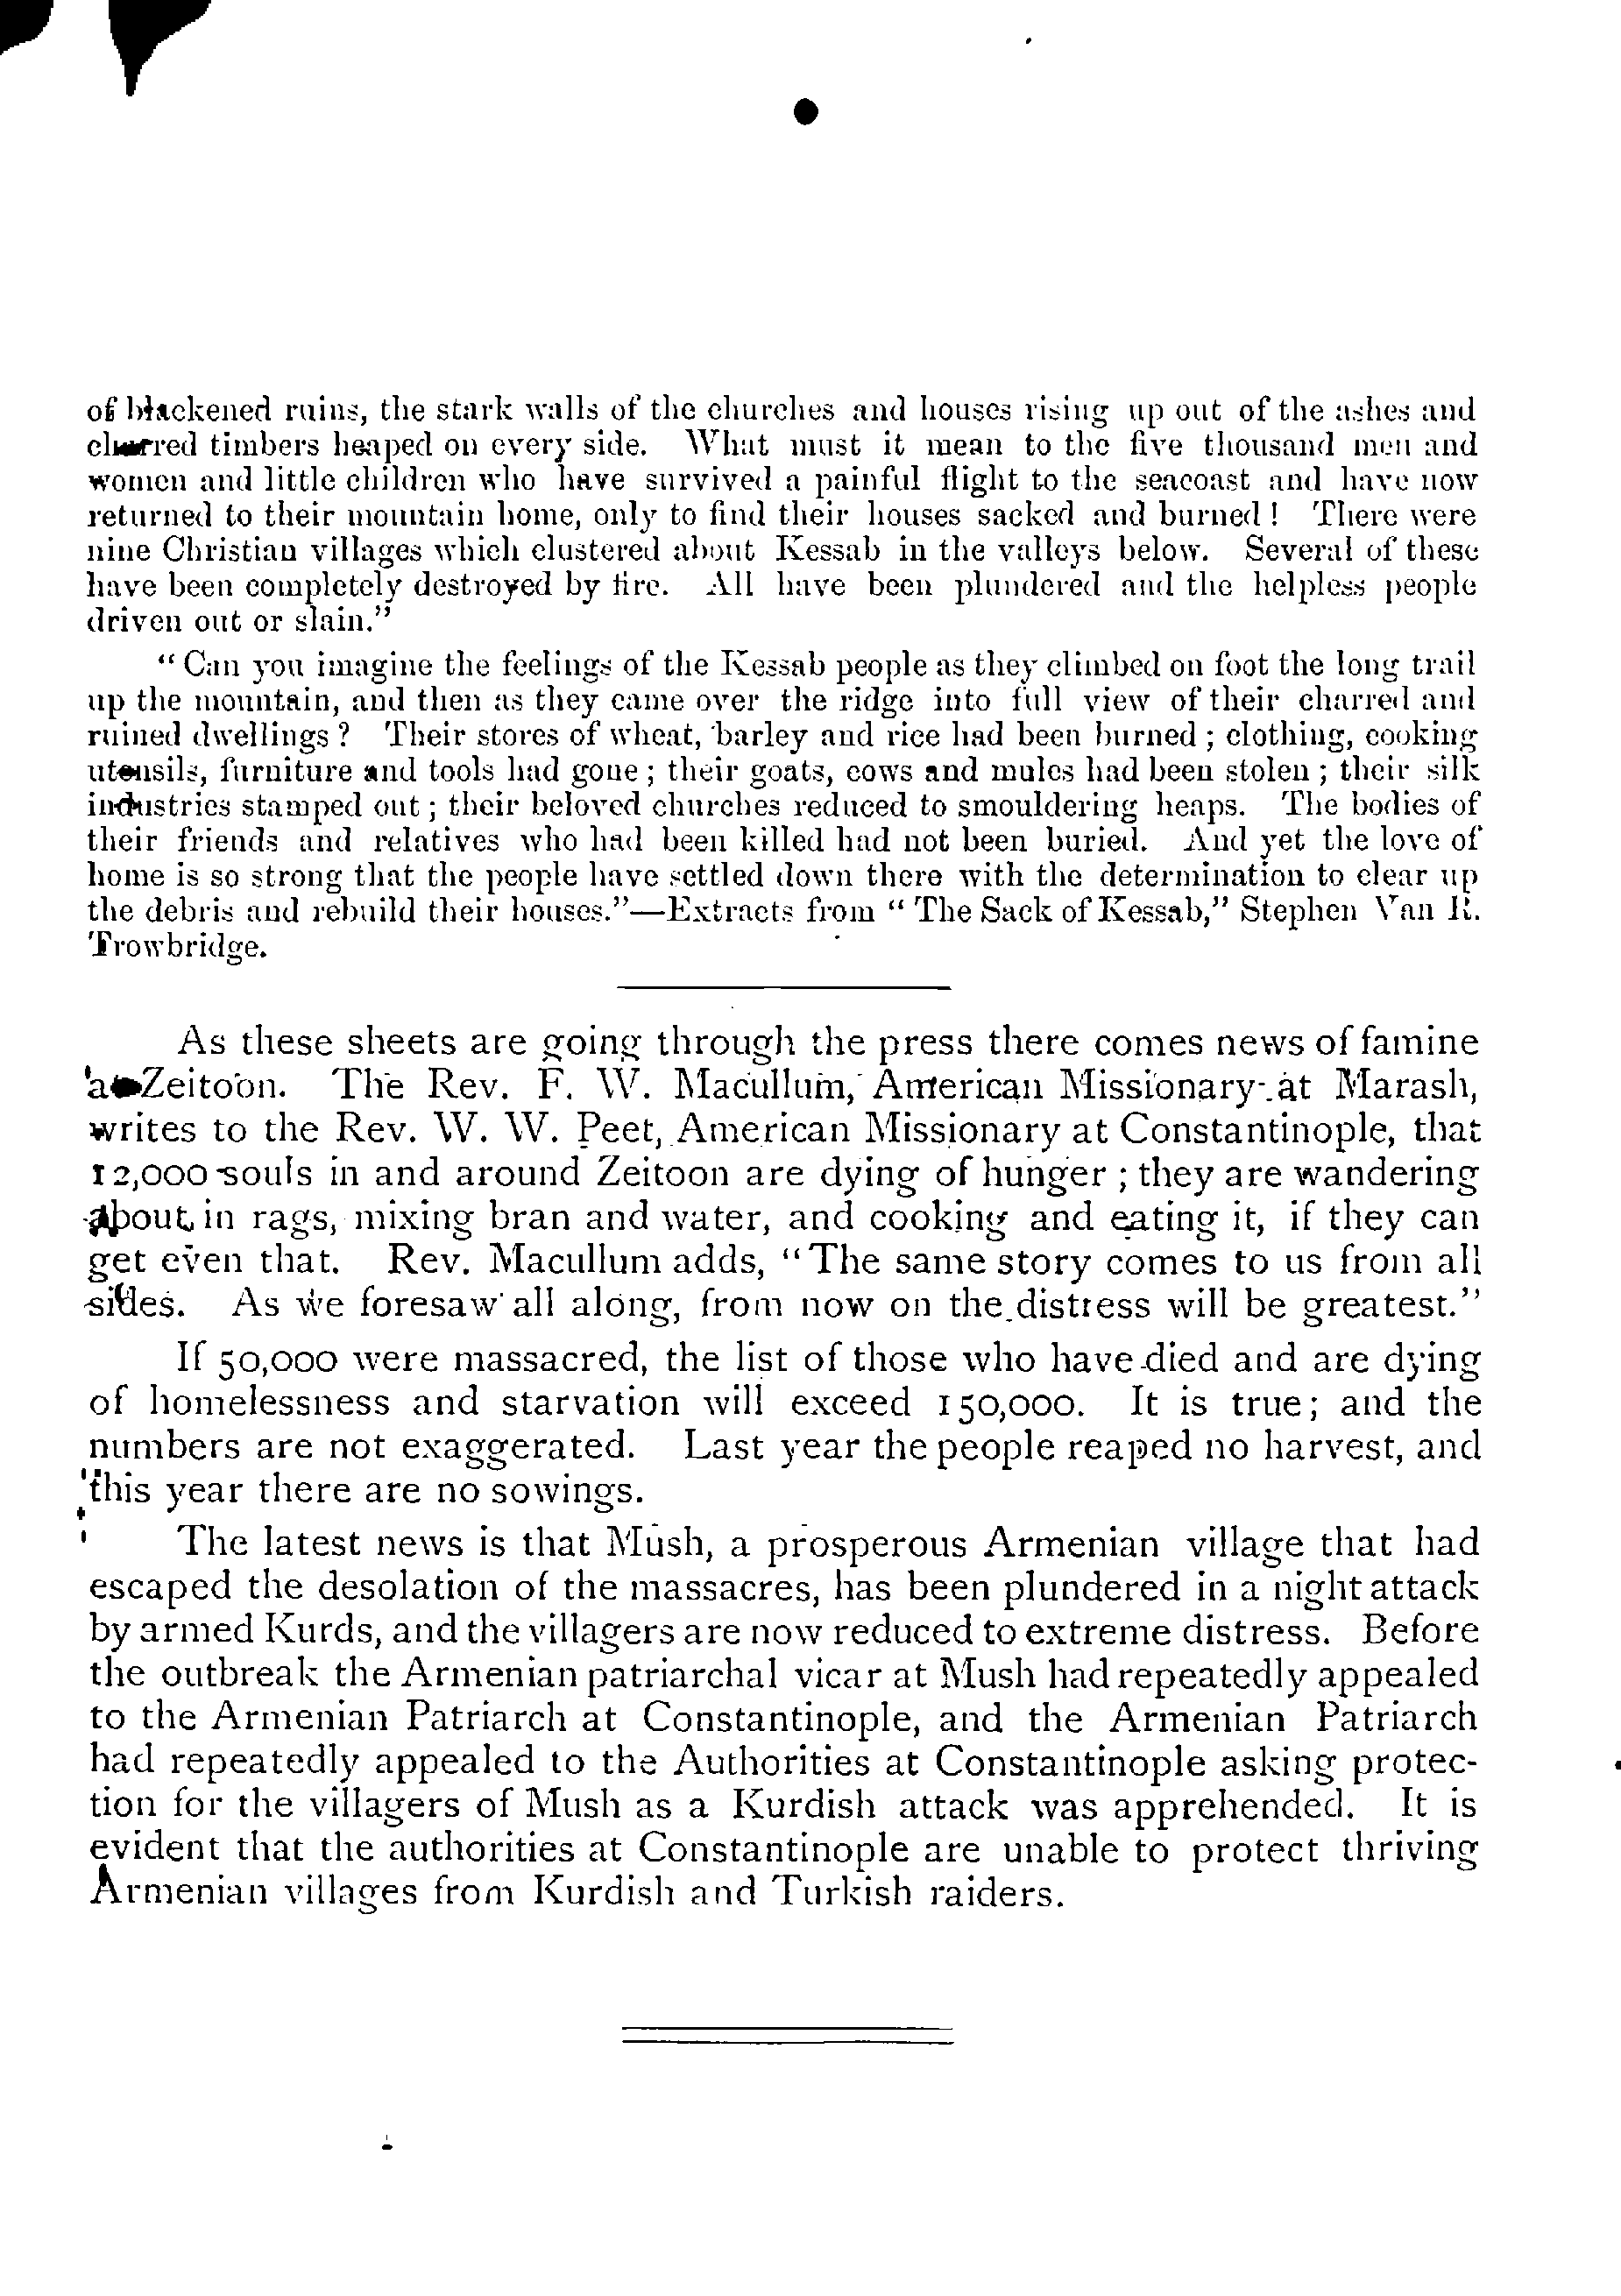 of blackened ruins, the stark walls of the churches and houses rising up out of the ashes and
charred timbers heaped on every side. What must it mean to the five thousand men and
women and little children who have survived a painful flight to the seacoast and have now
returned to their mountain home, only to find their houses sacked and burned! There were
nine Christian villages which clustered about Kessab in the valleys below. Several of these
have been completely destroyed by fire. All have been plundered and the helpless people
driven out or slain.”
“Can you imagine the feelings of the Kessab people as they climbed on foot the long trail
up the mountain, and then as they came over the ridge into full view of their charred and
ruined dwellings? Their stores of wheat, barley and rice had been burned; clothing, cooking
utensils, furniture and tools had gone; their goats, cows and mules had been stolen; their silk
industries stamped out; their beloved churches reduced to smouldering heaps. The bodies of
their friends and relatives who had been killed had not been buried. And yet the love of
home is so strong that the people have settled down there with the determination to clear up
the debris and rebuild their houses.”—Extracts from “The Sack of Kessab,” Stephen Van R.
Trowbridge.
As these sheets are going through the press there comes news of famine
at Zeitoon. The Rev. F. W. Macullum, American Missionary at Marash,
writes to the Rev. W. W. Peet, American Missionary at Constantinople, that
12,000 souls in and around Zeitoon are dying of hunger; they are wandering
about in rags, mixing bran and water, and cooking and eating it, if they can
get even that. Rev. Macullum adds, “The same story comes to us from all
sides. As we foresaw all along, from now on the distress will be greatest.”
If 50,000 were massacred, the list of those who have died and are dying
of homelessness and starvation will exceed 150,000. It is true; and the
numbers are not exaggerated. Last year the people reaped no harvest, and
this year there are no sowings.
The latest news is that Mush, a prosperous Armenian village that had
escaped the desolation of the massacres, has been plundered in a night attack
by armed Kurds, and the villagers are now reduced to extreme distress. Before
the outbreak the Armenian patriarchal vicar at Mush had repeatedly appealed
to the Armenian Patriarch at Constantinople, and the Armenian Patriarch
had repeatedly appealed to the Authorities at Constantinople asking protec-
tion for the villagers of Mush as a Kurdish attack was apprehended. It is
evident that the authorities at Constantinople are unable to protect thriving
Armenian villages from Kurdish and Turkish raiders.